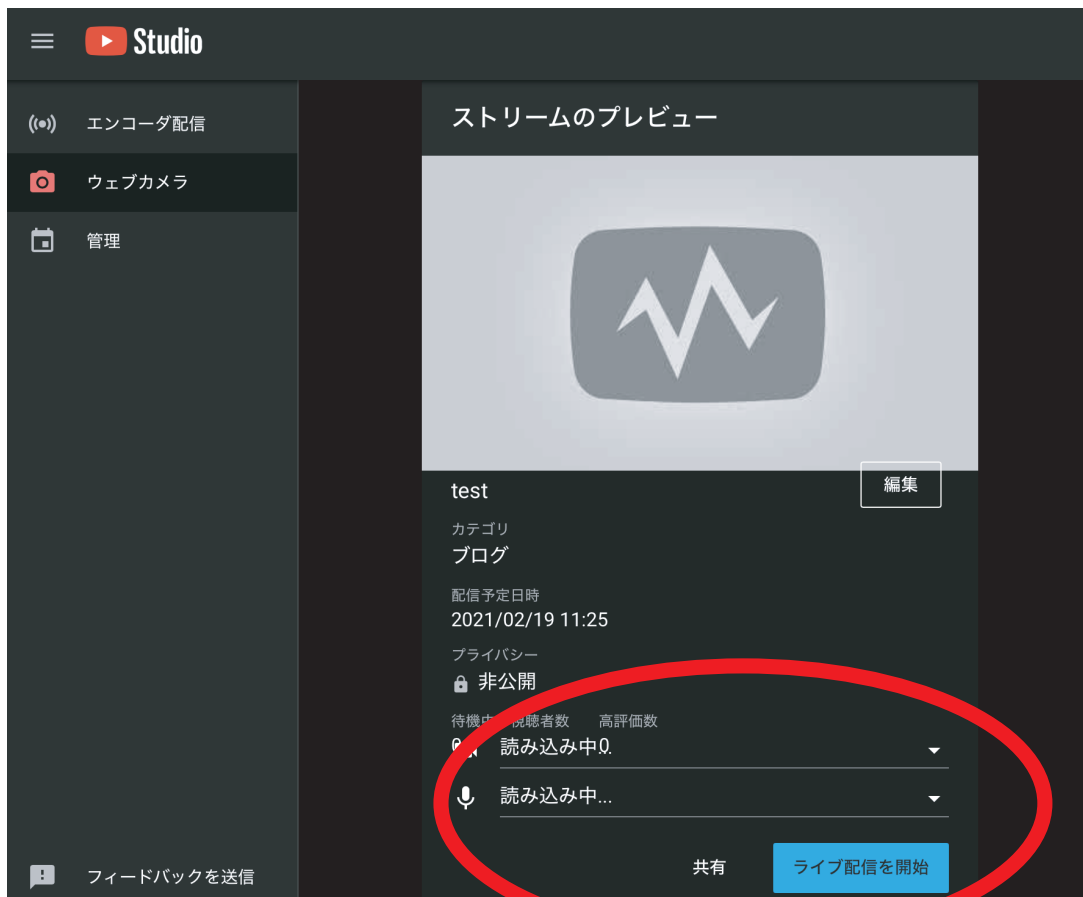 Studio
エンコーダ配信
ウェブカメラ
管理
フィードバックを送信
ストリームのプレビュー
test
編集
カテゴリ
ブログ
配信予定日時
2021/02/19 11:25
プライバシー
非公開
待機中 視聴者数 高評価数
読み込み中
読み込み中...
共有 ライブ配信を開始